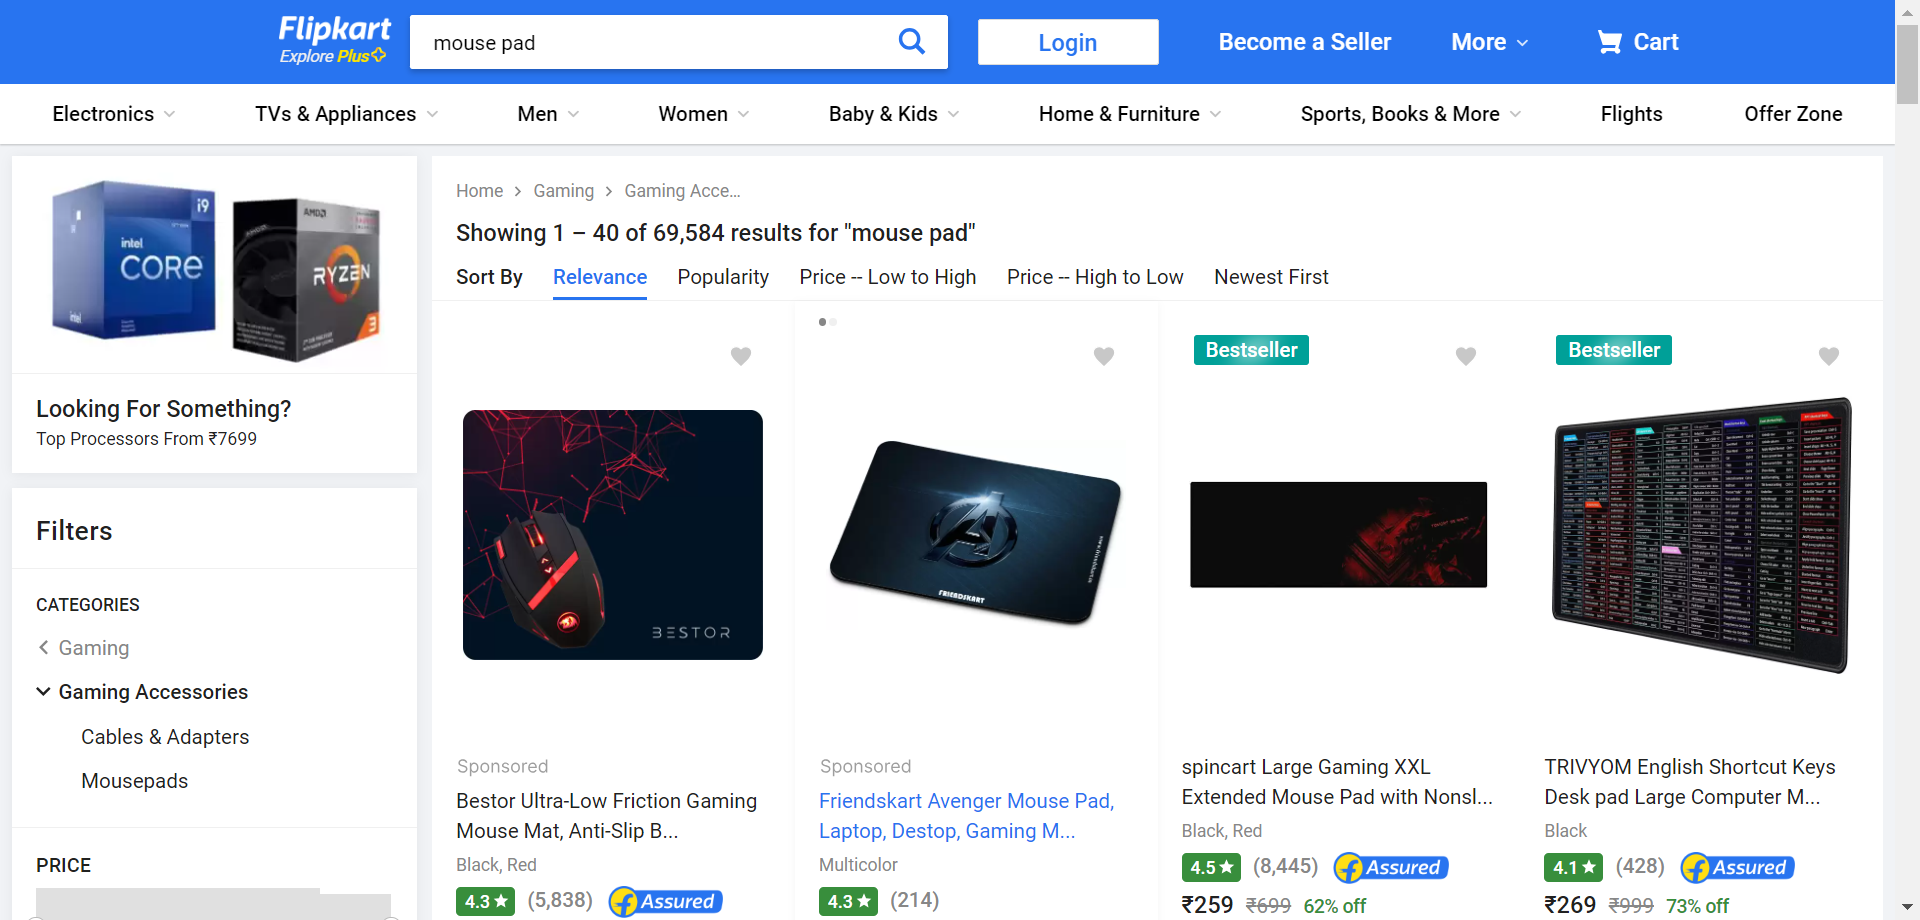 Flipkart
Explore Plus
mouse pad
Login
Become a Seller
More
Cart
Electronics
TVs & Appliances
Men
Women
Baby & Kids
Home & Furniture
Sports, Books & More
Flights
Offer Zone
i9
intel
CORE
intel
AMD
RYZEN
3
Looking For Something?
Top Processors From ₹7699
Filters
CATEGORIES
Gaming
Gaming Accessories
Cables & Adapters
Mousepads
PRICE
Home
Gaming
Gaming Acce...
Showing 1 – 40 of 69,584 results for "mouse pad"
Sort By
Relevance
Popularity
Price -- Low to High
Price -- High to Low
Newest First
BESTOR
Sponsored
Bestor Ultra-Low Friction Gaming
Mouse Mat, Anti-Slip B...
Black, Red
4.3
(5,838)
Assured
FRIENDSKART
Sponsored
Friendskart Avenger Mouse Pad,
Laptop, Destop, Gaming M...
Multicolor
4.3
(214)
Bestseller
spincart Large Gaming XXL
Extended Mouse Pad with Nonsl...
Black, Red
4.5
(8,445)
Assured
₹259 ₹699 62% off
Bestseller
TRIVYOM English Shortcut Keys
Desk pad Large Computer M...
Black
4.1
(428)
Assured
₹269 ₹999 73% off